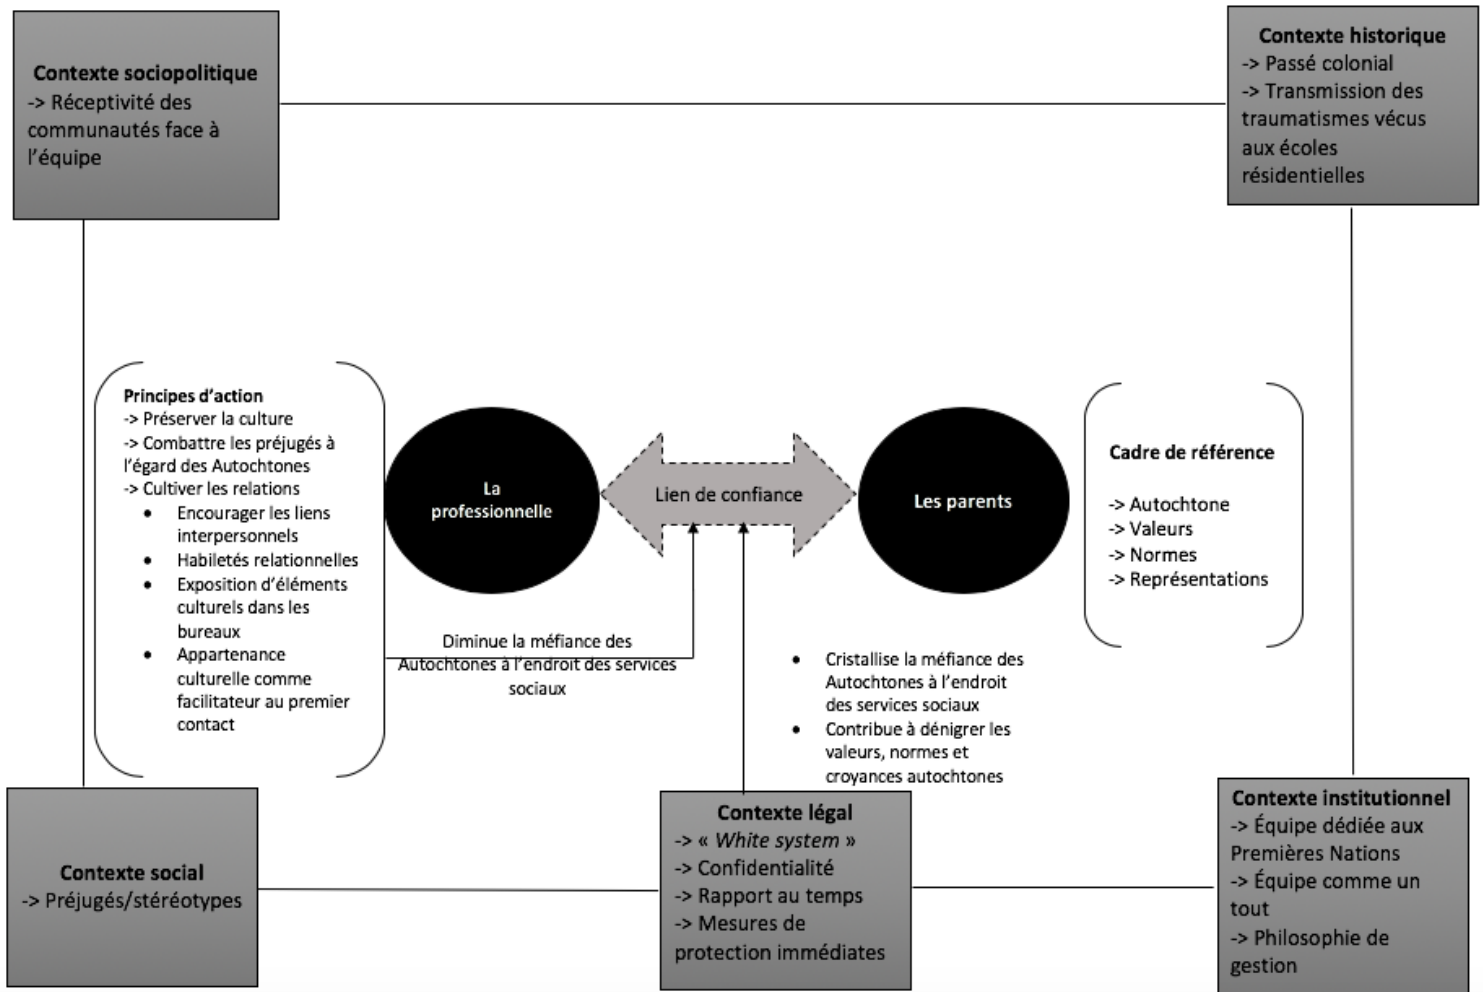 Contexte sociopolitique
-> Réceptivité des
communautés face à
l'équipe
Contexte historique
-> Passé colonial
-> Transmission des
traumatismes vécus
aux écoles
résidentielles
Principes d'action
-> Préserver la culture
-> Combattre les préjugés à
l'égard des Autochtones
-> Cultiver les relations
• Encourager les liens
interpersonnels
• Habiletés relationnelles
• Exposition d'éléments
culturels dans les
bureaux
• Appartenance
culturelle comme
facilitateur au premier
contact
La
professionnelle
Lien de confiance
Les parents
Cadre de référence
-> Autochtone
-> Valeurs
-> Normes
-> Représentations
Diminue la méfiance des
Autochtones à l'endroit des services
sociaux
• Cristallise la méfiance des
Autochtones à l'endroit
des services sociaux
• Contribue à dénigrer les
valeurs, normes et
croyances autochtones
Contexte social
-> Préjugés/stéréotypes
Contexte légal
-> « White system »
-> Confidentialité
-> Rapport au temps
-> Mesures de
protection immédiates
Contexte institutionnel
-> Équipe dédiée aux
Premières Nations
-> Équipe comme un
tout
-> Philosophie de
gestion